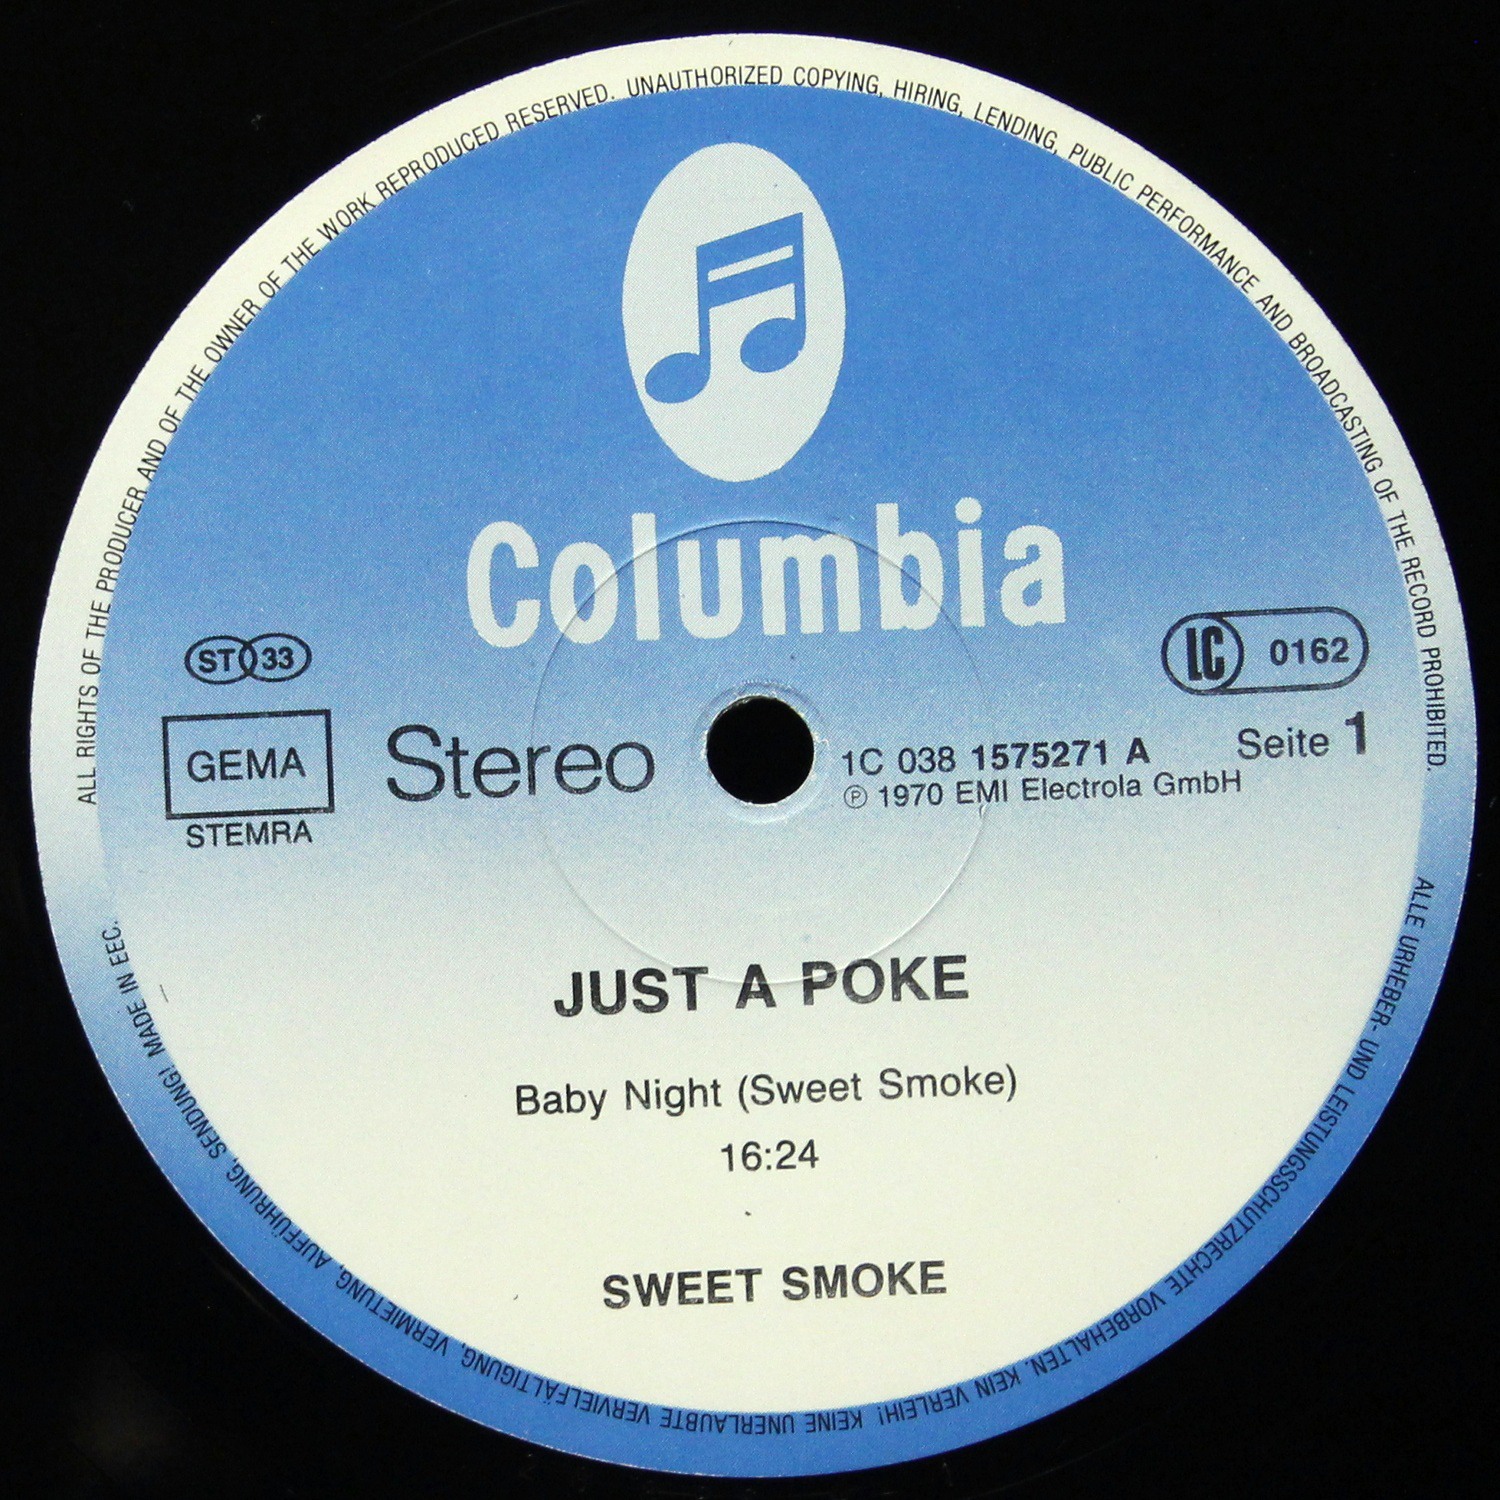 ALL RIGHTS OF THE PRODUCER AND OF THE OWNER OF THE WORK REPRODUCED RESERVED. UNAUTHORIZED COPYING, HIRING, LENDING, PUBLIC PERFORMANCE AND BROADCASTING OF THE RECORD PROHIBITED.
Columbia
ST 33
LC 0162
GEMA
STEMRA
Stereo
1C 038 1575271 A
Ⓟ 1970 EMI Electrola GmbH
Seite 1
JUST A POKE
Baby Night (Sweet Smoke)
16:24
SWEET SMOKE
ALLE URHEBER- UND LEISTUNGSSCHUTZRECHTE VORBEHALTEN. KEIN VERLEIH! KEINE UNERLAUBTE VERVIELFÄLTIGUNG, VERMIETUNG, AUFFÜHRUNG, SENDUNG! MADE IN EEC.